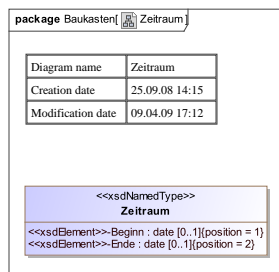 package Baukasten[ Zeitraum ]
Diagram name Zeitraum
Creation date 25.09.08 14:15
Modification date 09.04.09 17:12
<<xsdNamedType>>
Zeitraum
<<xsdElement>>-Beginn : date [0..1]{position = 1}
<<xsdElement>>-Ende : date [0..1]{position = 2}